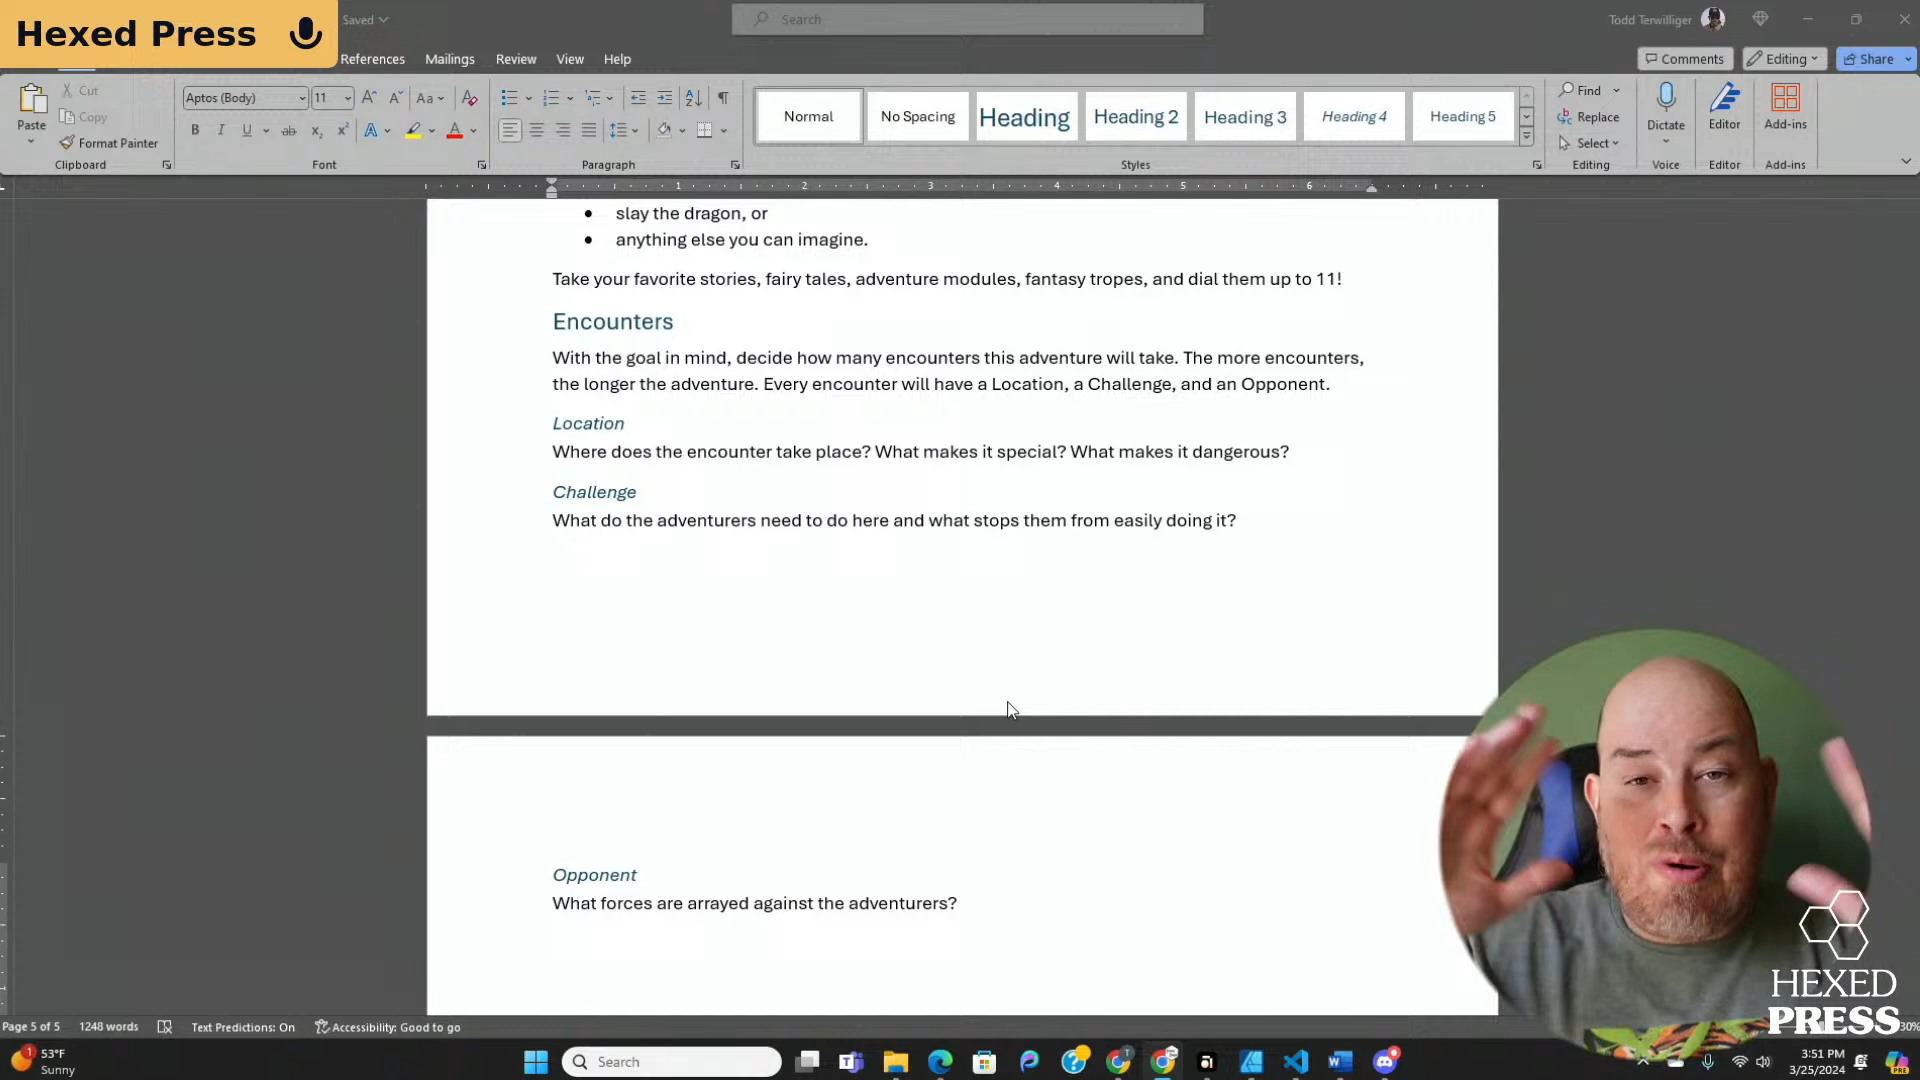 Hexed Press
Saved
Search
Todd Terwilliger
References
Mailings
Review
View
Help
Comments
Editing
Share
Paste
Cut
Copy
Format Painter
Clipboard
Aptos (Body)
11
Font
Paragraph
Normal
No Spacing
Heading
Heading 2
Heading 3
Heading 4
Heading 5
Styles
Find
Replace
Select
Editing
Dictate
Voice
Editor
Editor
Add-ins
Add-ins
1 2 3 4 5 6
slay the dragon, or
anything else you can imagine.
Take your favorite stories, fairy tales, adventure modules, fantasy tropes, and dial them up to 11!
Encounters
With the goal in mind, decide how many encounters this adventure will take. The more encounters,
the longer the adventure. Every encounter will have a Location, a Challenge, and an Opponent.
Location
Where does the encounter take place? What makes it special? What makes it dangerous?
Challenge
What do the adventurers need to do here and what stops them from easily doing it?
Opponent
What forces are arrayed against the adventurers?
HEXED
PRESS
Page 5 of 5
1248 words
Text Predictions: On
Accessibility: Good to go
53°F
Sunny
Search
3:51 PM
3/25/2024